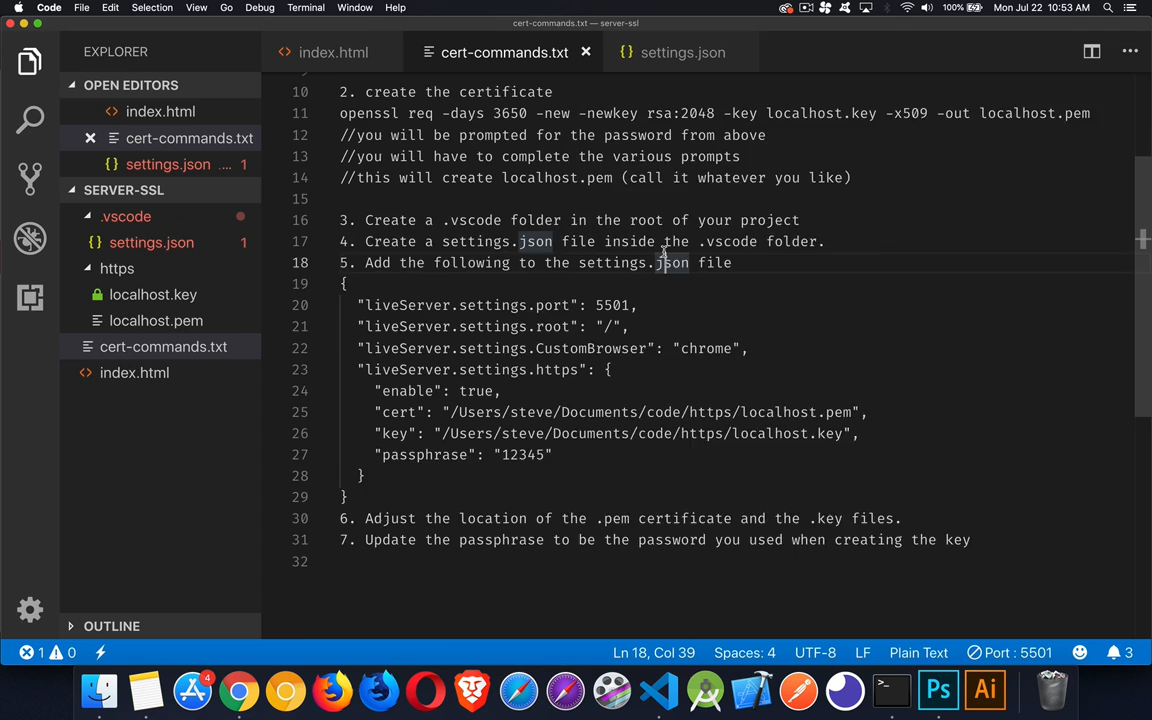 Code File Edit Selection View Go Debug Terminal Window Help 100% Mon Jul 22 10:53 AM
cert-commands.txt — server-ssl
EXPLORER
OPEN EDITORS
index.html
cert-commands.txt
settings.json ... 1
SERVER-SSL
.vscode
settings.json 1
https
localhost.key
localhost.pem
cert-commands.txt
index.html
OUTLINE
index.html cert-commands.txt settings.json
10 2. create the certificate
11 openssl req -days 3650 -new -newkey rsa:2048 -key localhost.key -x509 -out localhost.pem
12 //you will be prompted for the password from above
13 //you will have to complete the various prompts
14 //this will create localhost.pem (call it whatever you like)
15
16 3. Create a .vscode folder in the root of your project
17 4. Create a settings.json file inside the .vscode folder.
18 5. Add the following to the settings.json file
19 {
20 "liveServer.settings.port": 5501,
21 "liveServer.settings.root": "/",
22 "liveServer.settings.CustomBrowser": "chrome",
23 "liveServer.settings.https": {
24 "enable": true,
25 "cert": "/Users/steve/Documents/code/https/localhost.pem",
26 "key": "/Users/steve/Documents/code/https/localhost.key",
27 "passphrase": "12345"
28 }
29 }
30 6. Adjust the location of the .pem certificate and the .key files.
31 7. Update the passphrase to be the password you used when creating the key
32
1 0 Ln 18, Col 39 Spaces: 4 UTF-8 LF Plain Text Port : 5501 3
4
Ps Ai